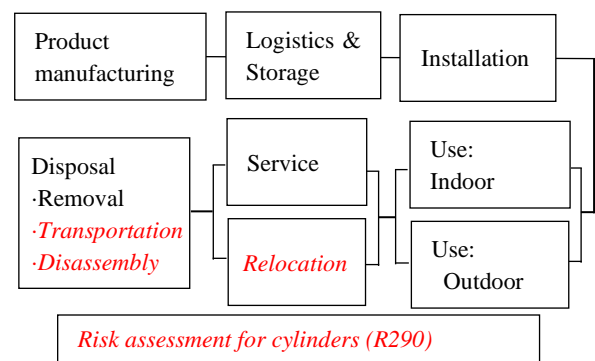 Product
manufacturing
Logistics &
Storage
Installation
Disposal
·Removal
·Transportation
·Disassembly
Service
Relocation
Use:
Indoor
Use:
Outdoor
Risk assessment for cylinders (R290)